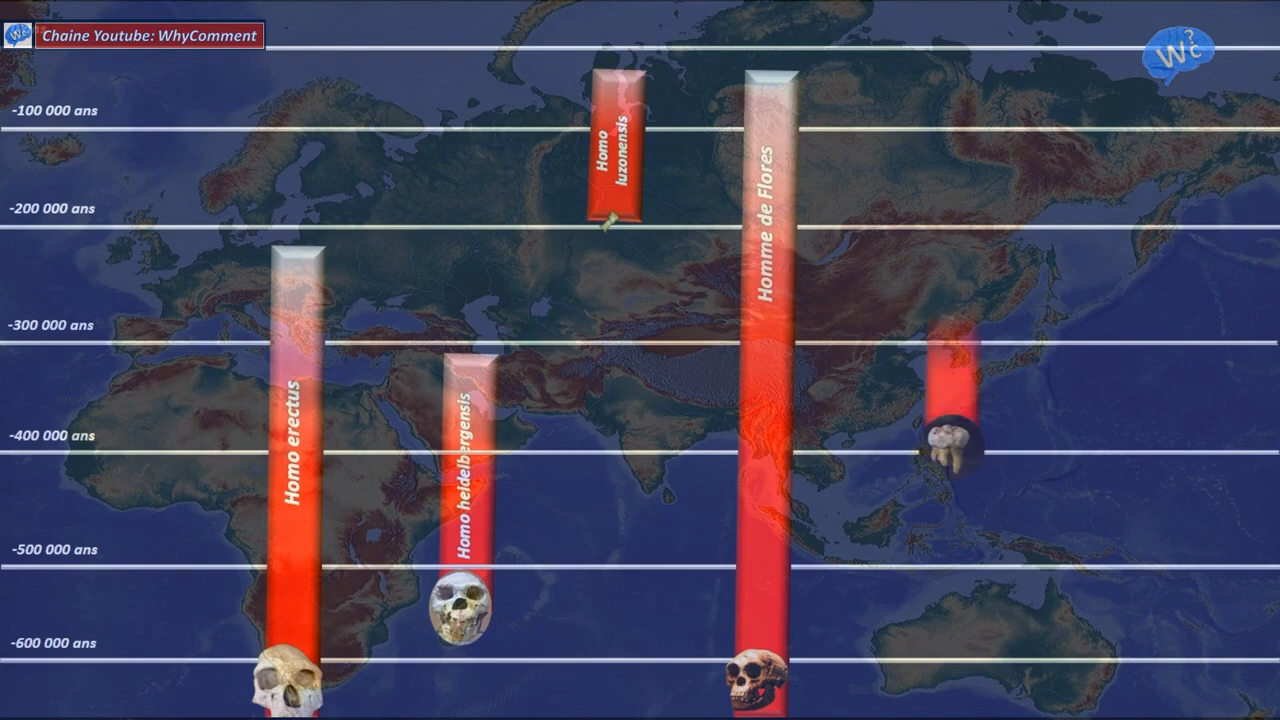 Wc
Chaine Youtube: WhyComment
W?c
-100 000 ans
-200 000 ans
-300 000 ans
-400 000 ans
-500 000 ans
-600 000 ans
Homo erectus
Homo heidelbergensis
Homo
luzonensis
Homme de Flores